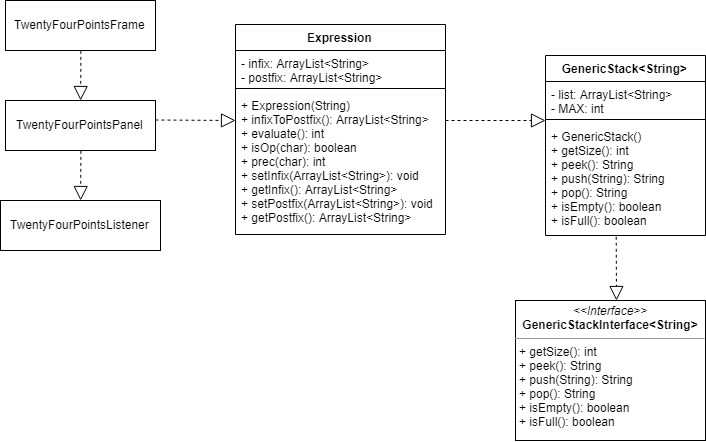 TwentyFourPointsFrame
TwentyFourPointsPanel
TwentyFourPointsListener
Expression
- infix: ArrayList<String>
- postfix: ArrayList<String>
+ Expression(String)
+ infixToPostfix(): ArrayList<String>
+ evaluate(): int
+ isOp(char): boolean
+ prec(char): int
+ setInfix(ArrayList<String>): void
+ getInfix(): ArrayList<String>
+ setPostfix(ArrayList<String>): void
+ getPostfix(): ArrayList<String>
GenericStack<String>
- list: ArrayList<String>
- MAX: int
+ GenericStack()
+ getSize(): int
+ peek(): String
+ push(String): String
+ pop(): String
+ isEmpty(): boolean
+ isFull(): boolean
<<Interface>>
GenericStackInterface<String>
+ getSize(): int
+ peek(): String
+ push(String): String
+ pop(): String
+ isEmpty(): boolean
+ isFull(): boolean